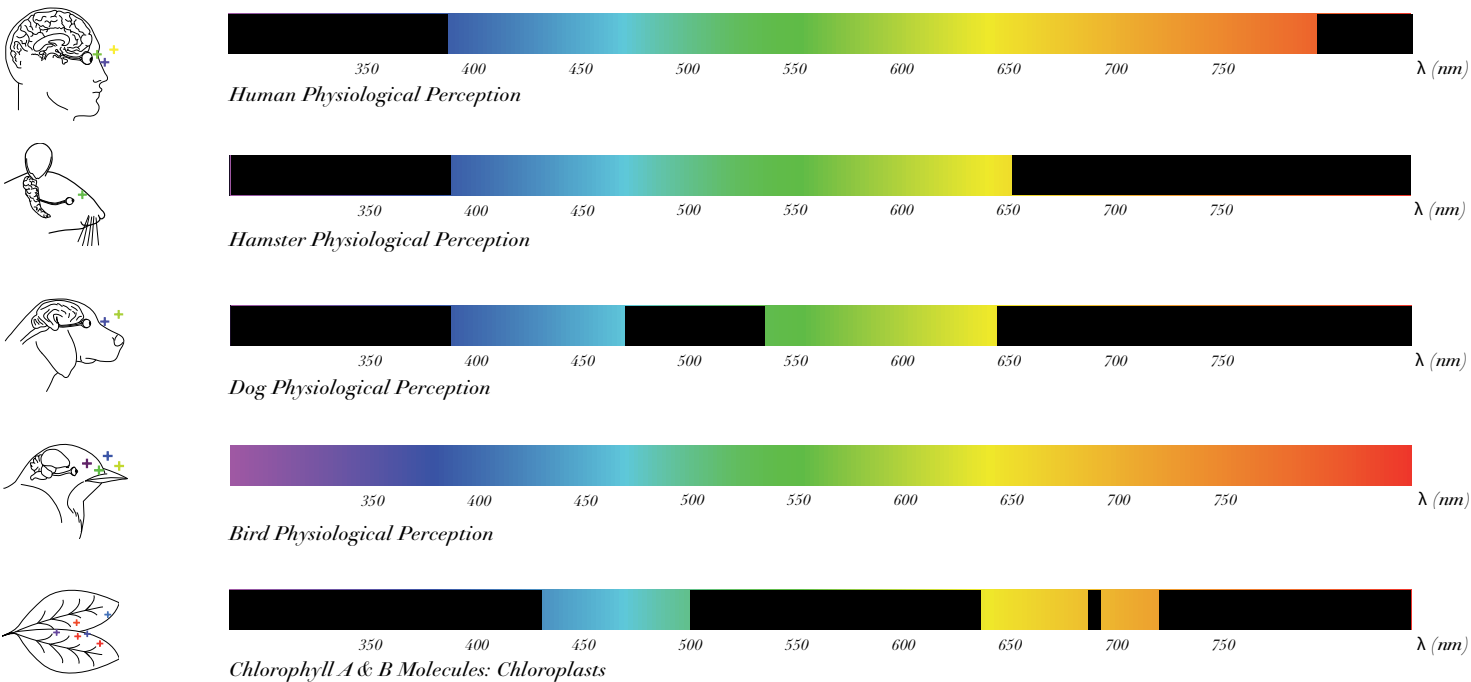 350 400 450 500 550 600 650 700 750 λ (nm)
Human Physiological Perception
350 400 450 500 550 600 650 700 750 λ (nm)
Hamster Physiological Perception
350 400 450 500 550 600 650 700 750 λ (nm)
Dog Physiological Perception
350 400 450 500 550 600 650 700 750 λ (nm)
Bird Physiological Perception
350 400 450 500 550 600 650 700 750 λ (nm)
Chlorophyll A & B Molecules: Chloroplasts